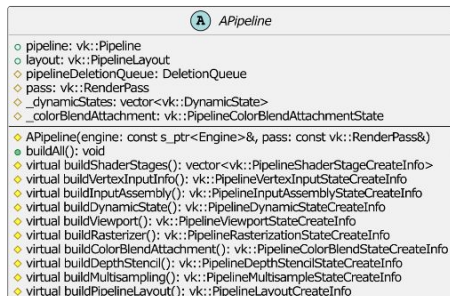 A APipeline
pipeline: vk::Pipeline
layout: vk::PipelineLayout
pipelineDeletionQueue: DeletionQueue
pass: vk::RenderPass
_dynamicStates: vector<vk::DynamicState>
_colorBlendAttachment: vk::PipelineColorBlendAttachmentState
APipeline(engine: const s_ptr<Engine>&, pass: const vk::RenderPass&)
buildAll(): void
virtual buildShaderStages(): vector<vk::PipelineShaderStageCreateInfo>
virtual buildVertexInputInfo(): vk::PipelineVertexInputStateCreateInfo
virtual buildInputAssembly(): vk::PipelineInputAssemblyStateCreateInfo
virtual buildDynamicState(): vk::PipelineDynamicStateCreateInfo
virtual buildViewport(): vk::PipelineViewportStateCreateInfo
virtual buildRasterizer(): vk::PipelineRasterizationStateCreateInfo
virtual buildColorBlendAttachment(): vk::PipelineColorBlendStateCreateInfo
virtual buildDepthStencil(): vk::PipelineDepthStencilStateCreateInfo
virtual buildMultisampling(): vk::PipelineMultisampleStateCreateInfo
virtual buildPipelineLayout(): vk::PipelineLayoutCreateInfo